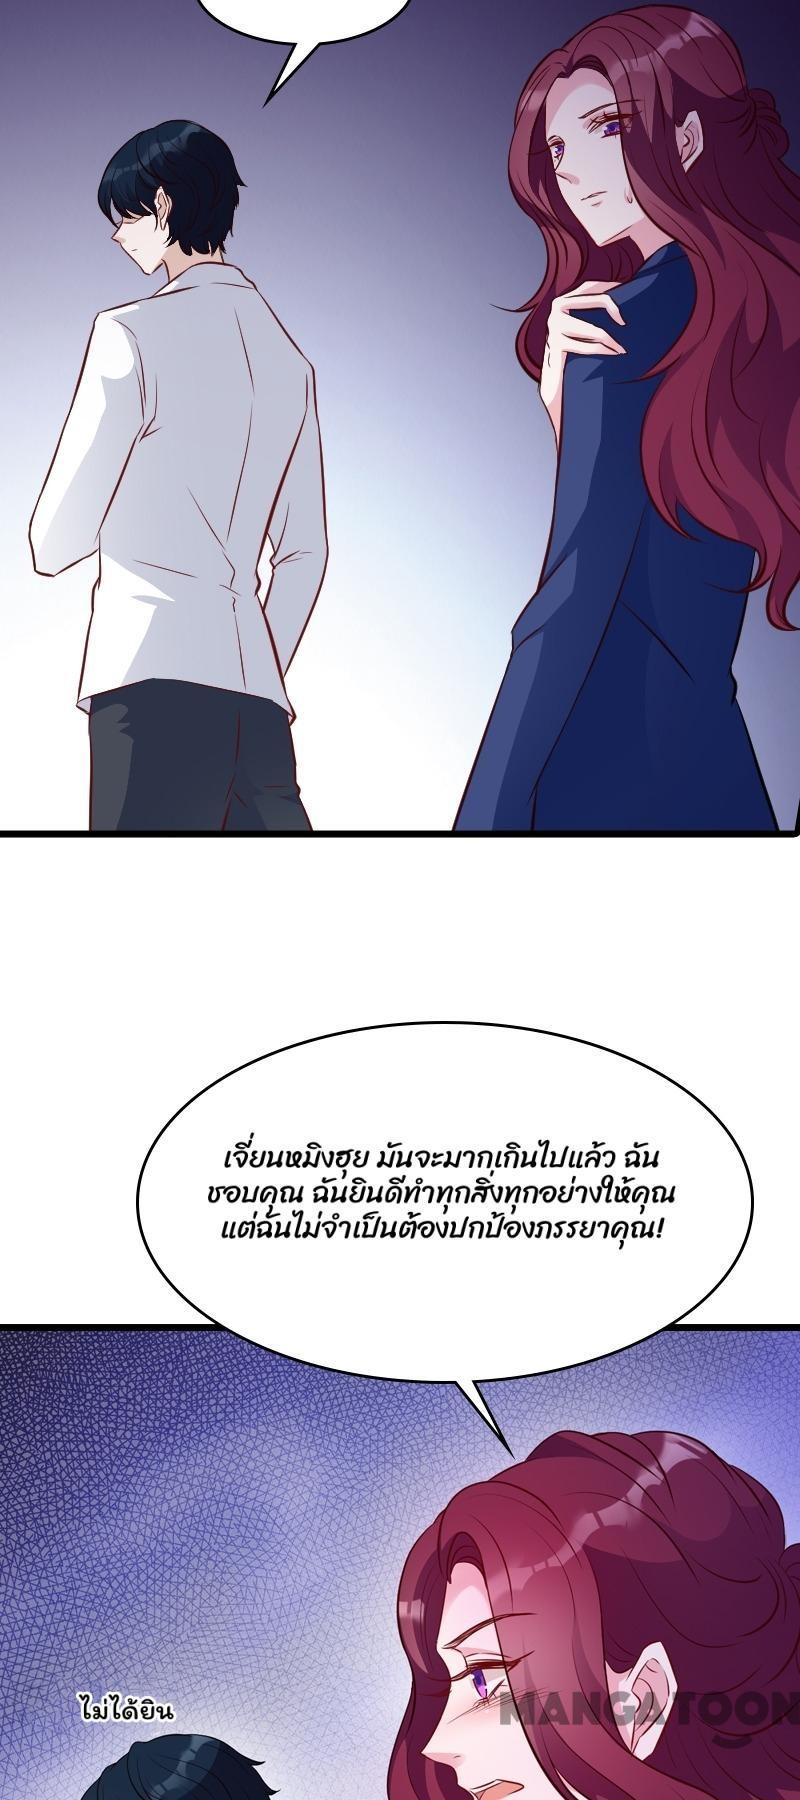 เจี่ยนหมิงฮุย มันจะมากเกินไปแล้ว ฉัน
ชอบคุณ ฉันยินดีทำทุกสิ่งทุกอย่างให้คุณ
แต่ฉันไม่จำเป็นต้องปกป้องภรรยาคุณ!
ไม่ได้ยิน
MANGATOON